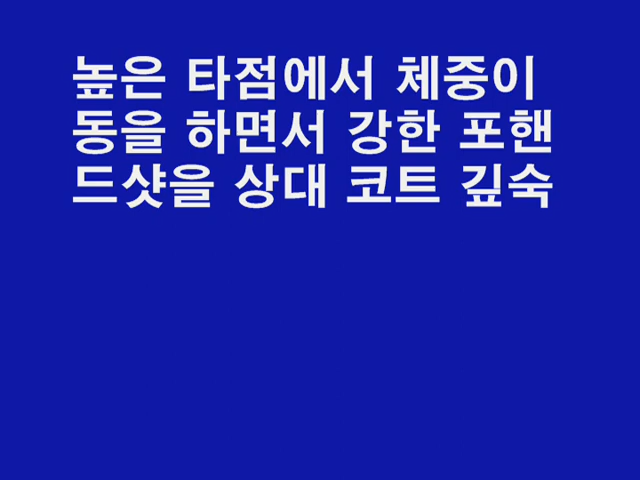 높은 타점에서 체중이
동을 하면서 강한 포핸
드샷을 상대 코트 깊숙